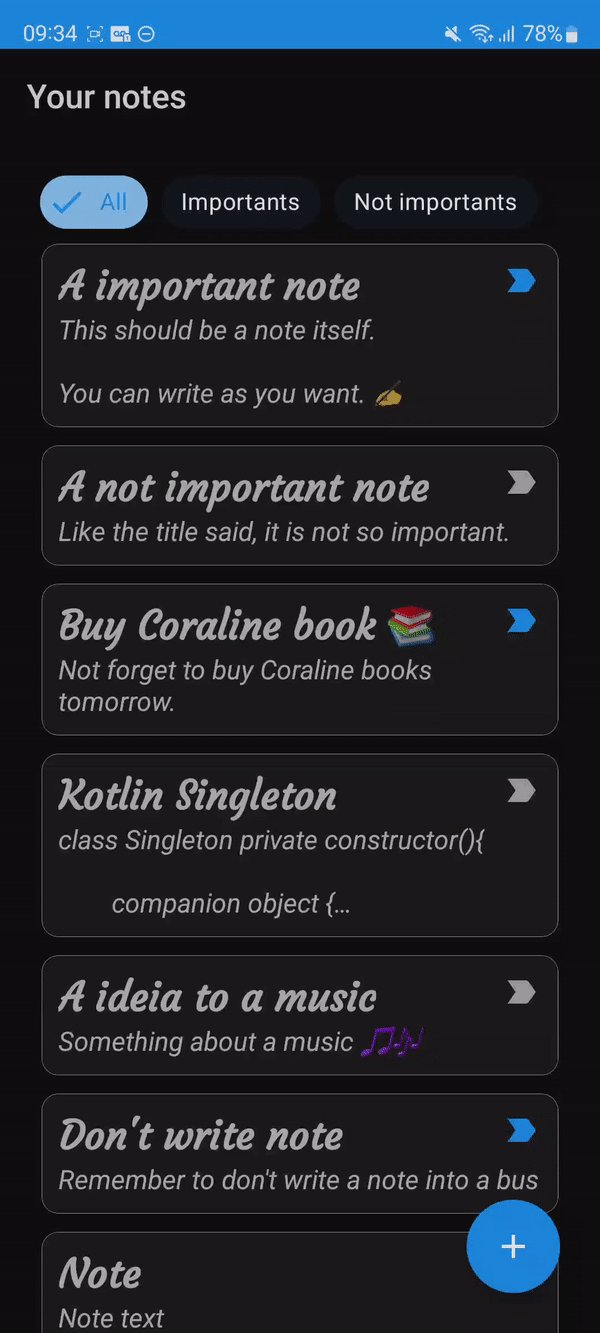 09:34 78%
Your notes
All Importants Not importants
A important note
This should be a note itself.
You can write as you want. ✍
A not important note
Like the title said, it is not so important.
Buy Coraline book 📚
Not forget to buy Coraline books
tomorrow.
Kotlin Singleton
class Singleton private constructor(){
companion object {…
A ideia to a music
Something about a music 🎵🎶
Don't write note
Remember to don't write a note into a bus
Note
Note text